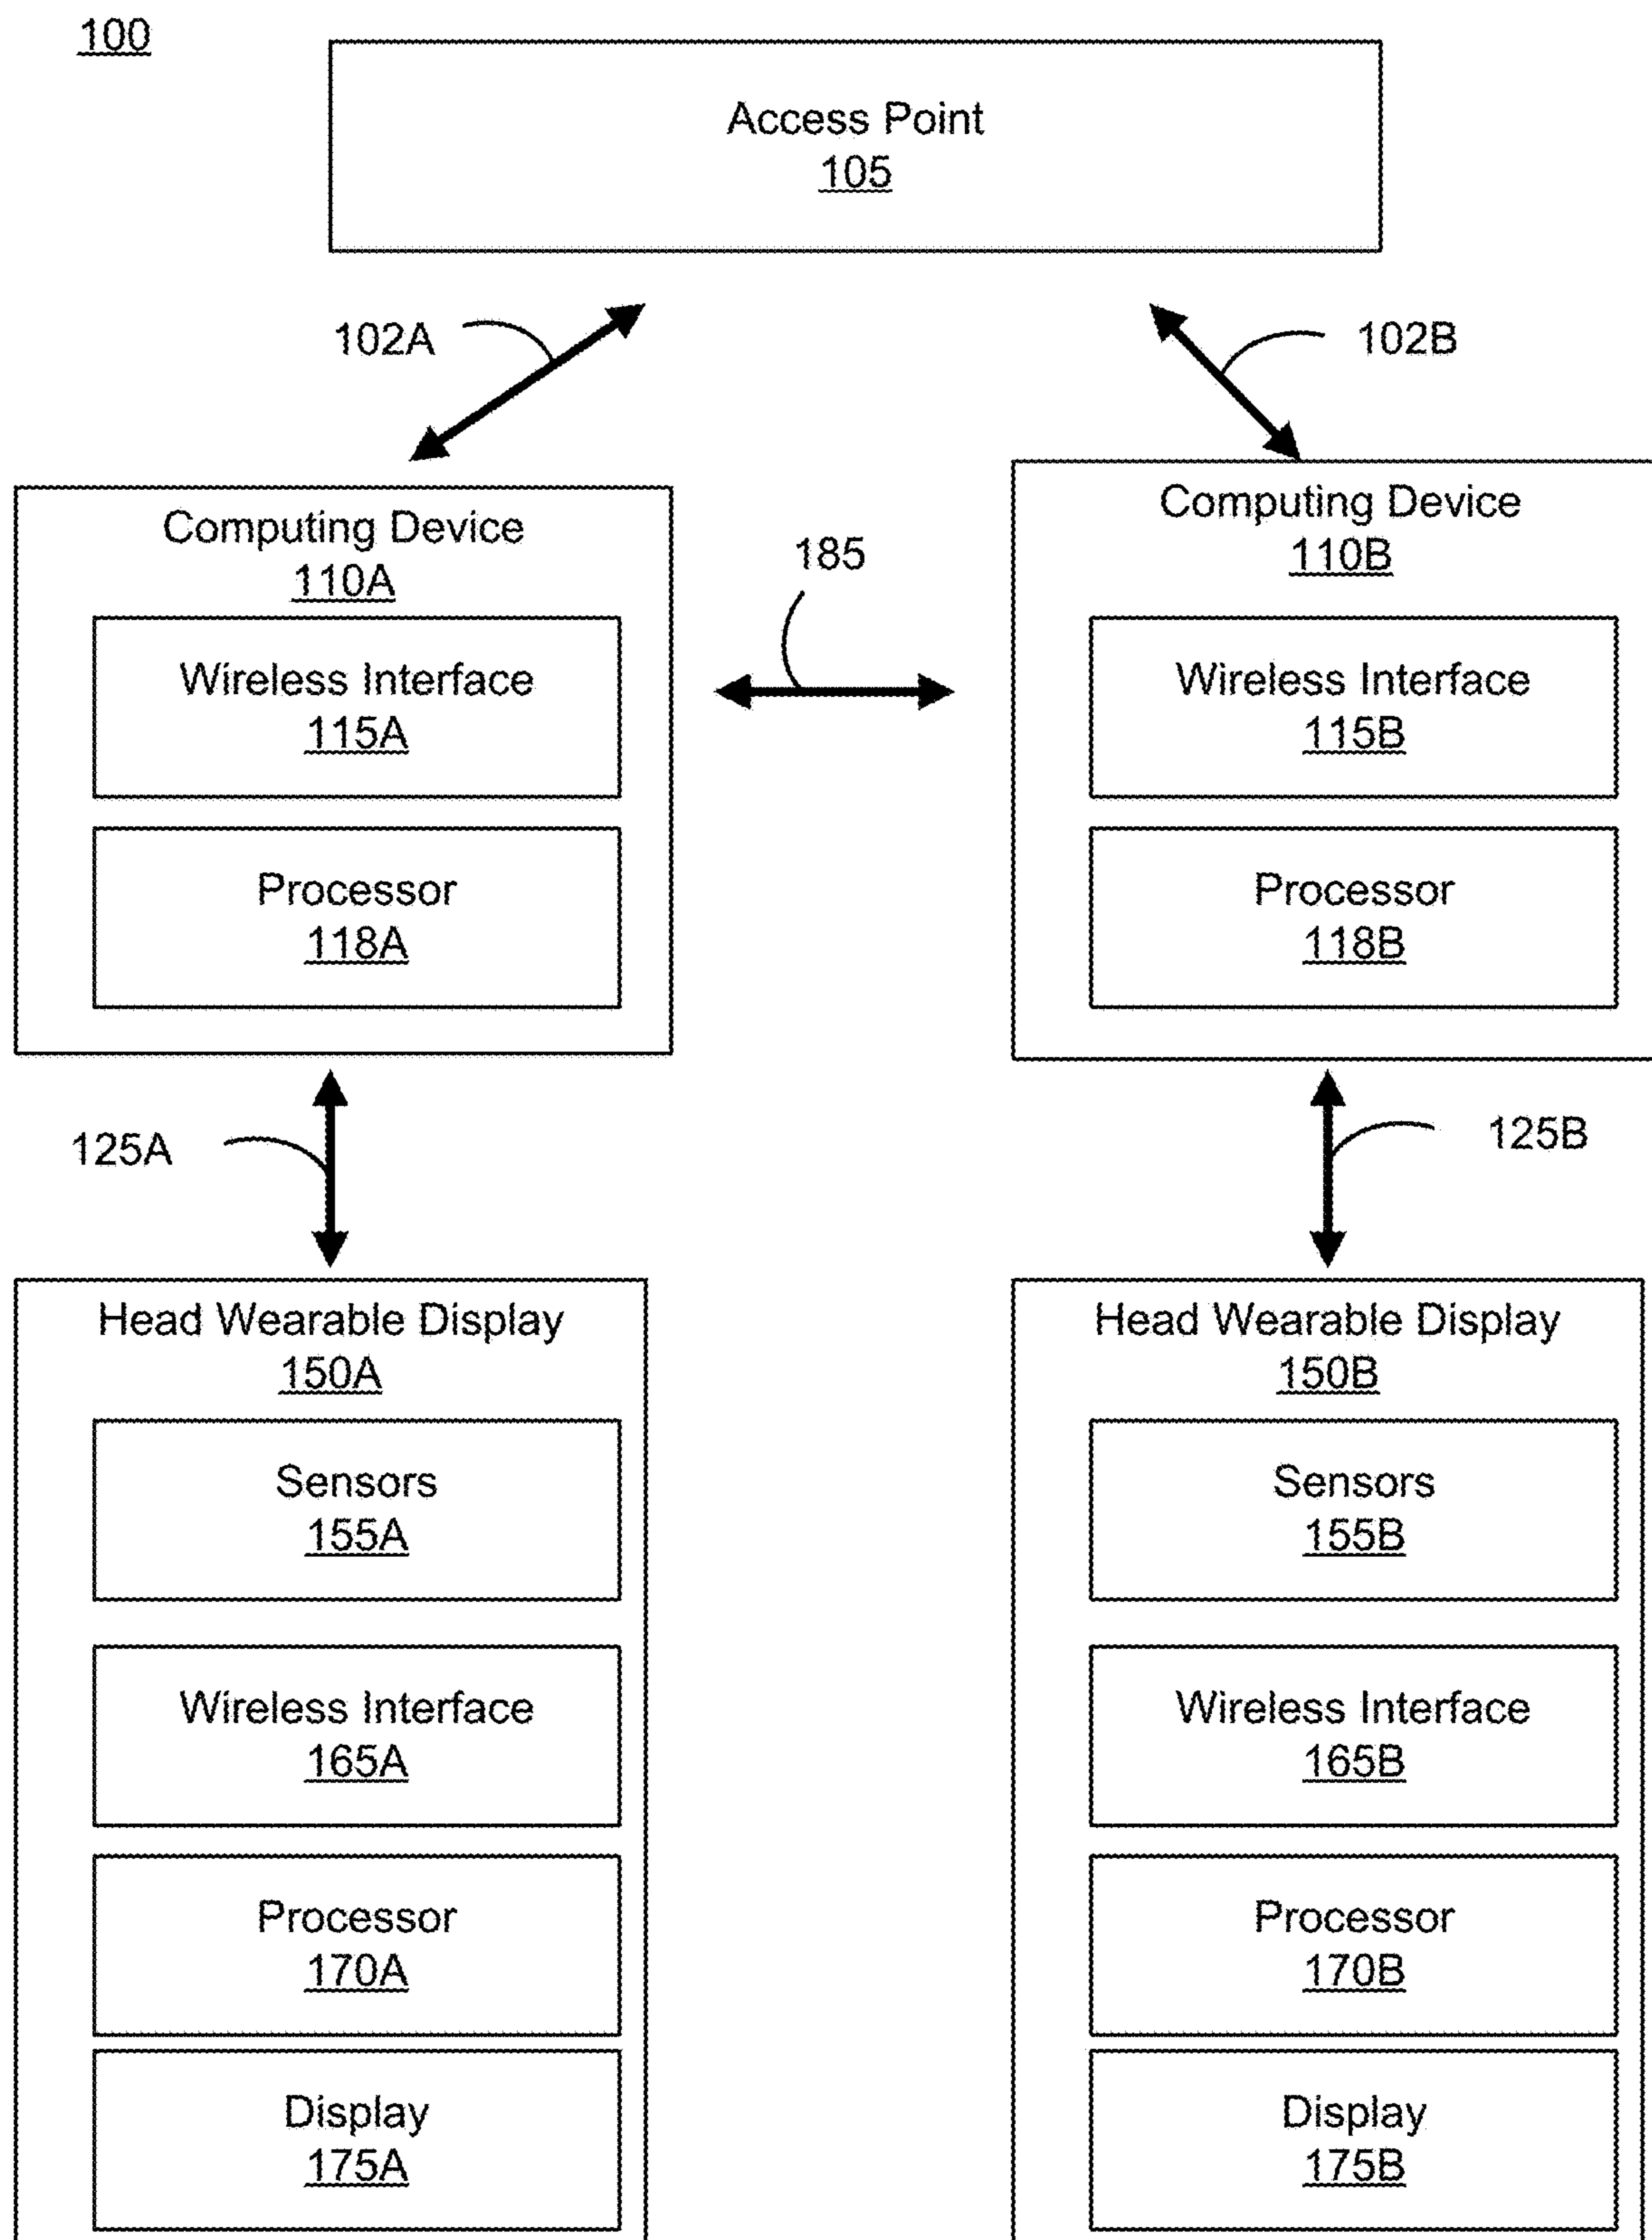 100
Access Point
105
102A
102B
Computing Device
110A
Wireless Interface
115A
Processor
118A
185
Computing Device
110B
Wireless Interface
115B
Processor
118B
125A
125B
Head Wearable Display
150A
Sensors
155A
Wireless Interface
165A
Processor
170A
Display
175A
Head Wearable Display
150B
Sensors
155B
Wireless Interface
165B
Processor
170B
Display
175B